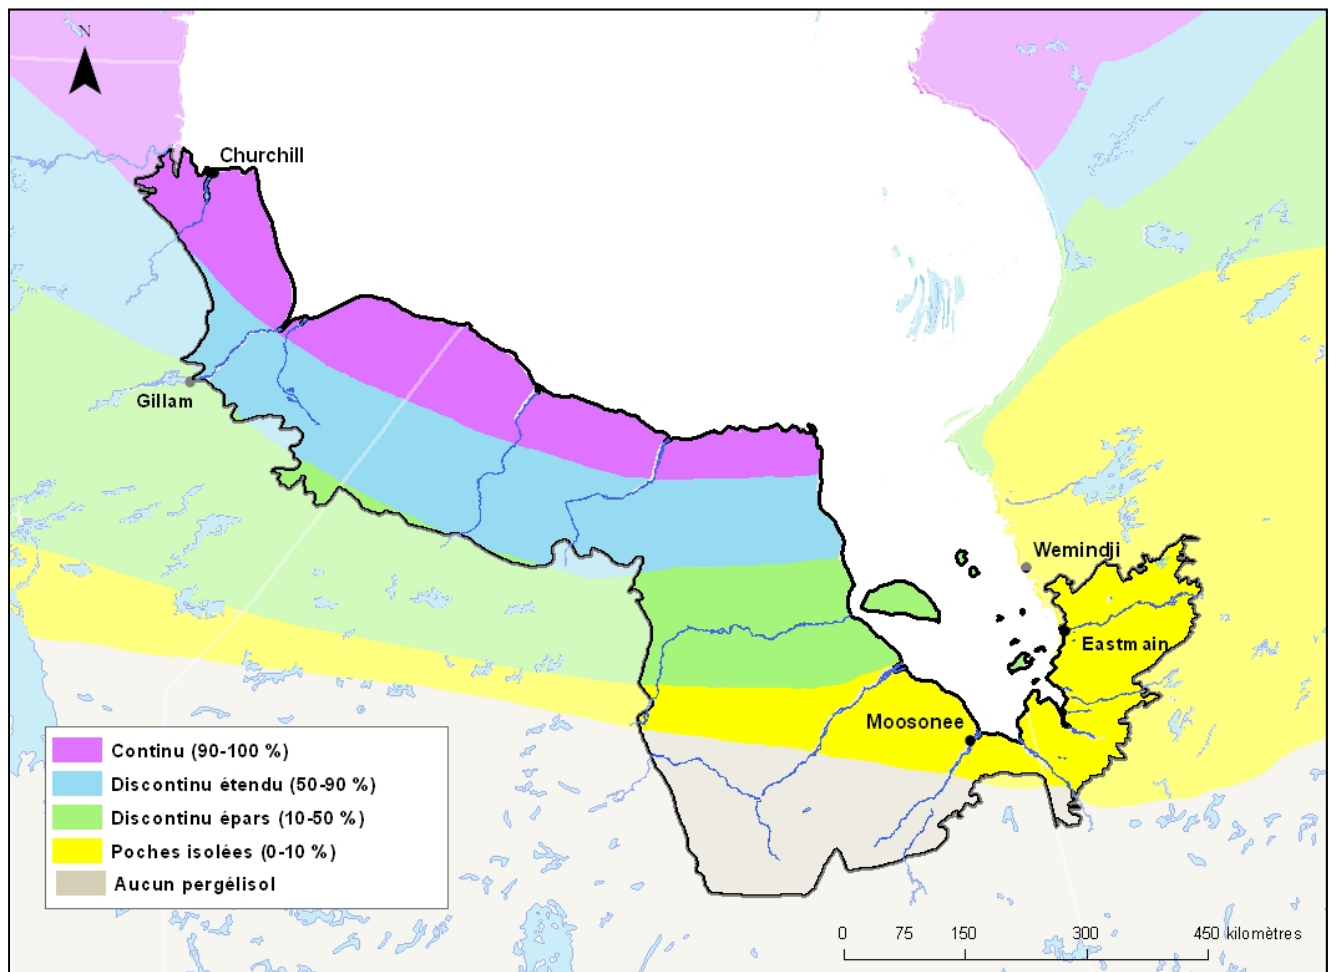 N
Churchill
Gillam
Wemindji
Eastmain
Moosonee
Continu (90-100 %)
Discontinu étendu (50-90 %)
Discontinu épars (10-50 %)
Poches isolées (0-10 %)
Aucun pergélisol
0 75 150 300 450 kilomètres